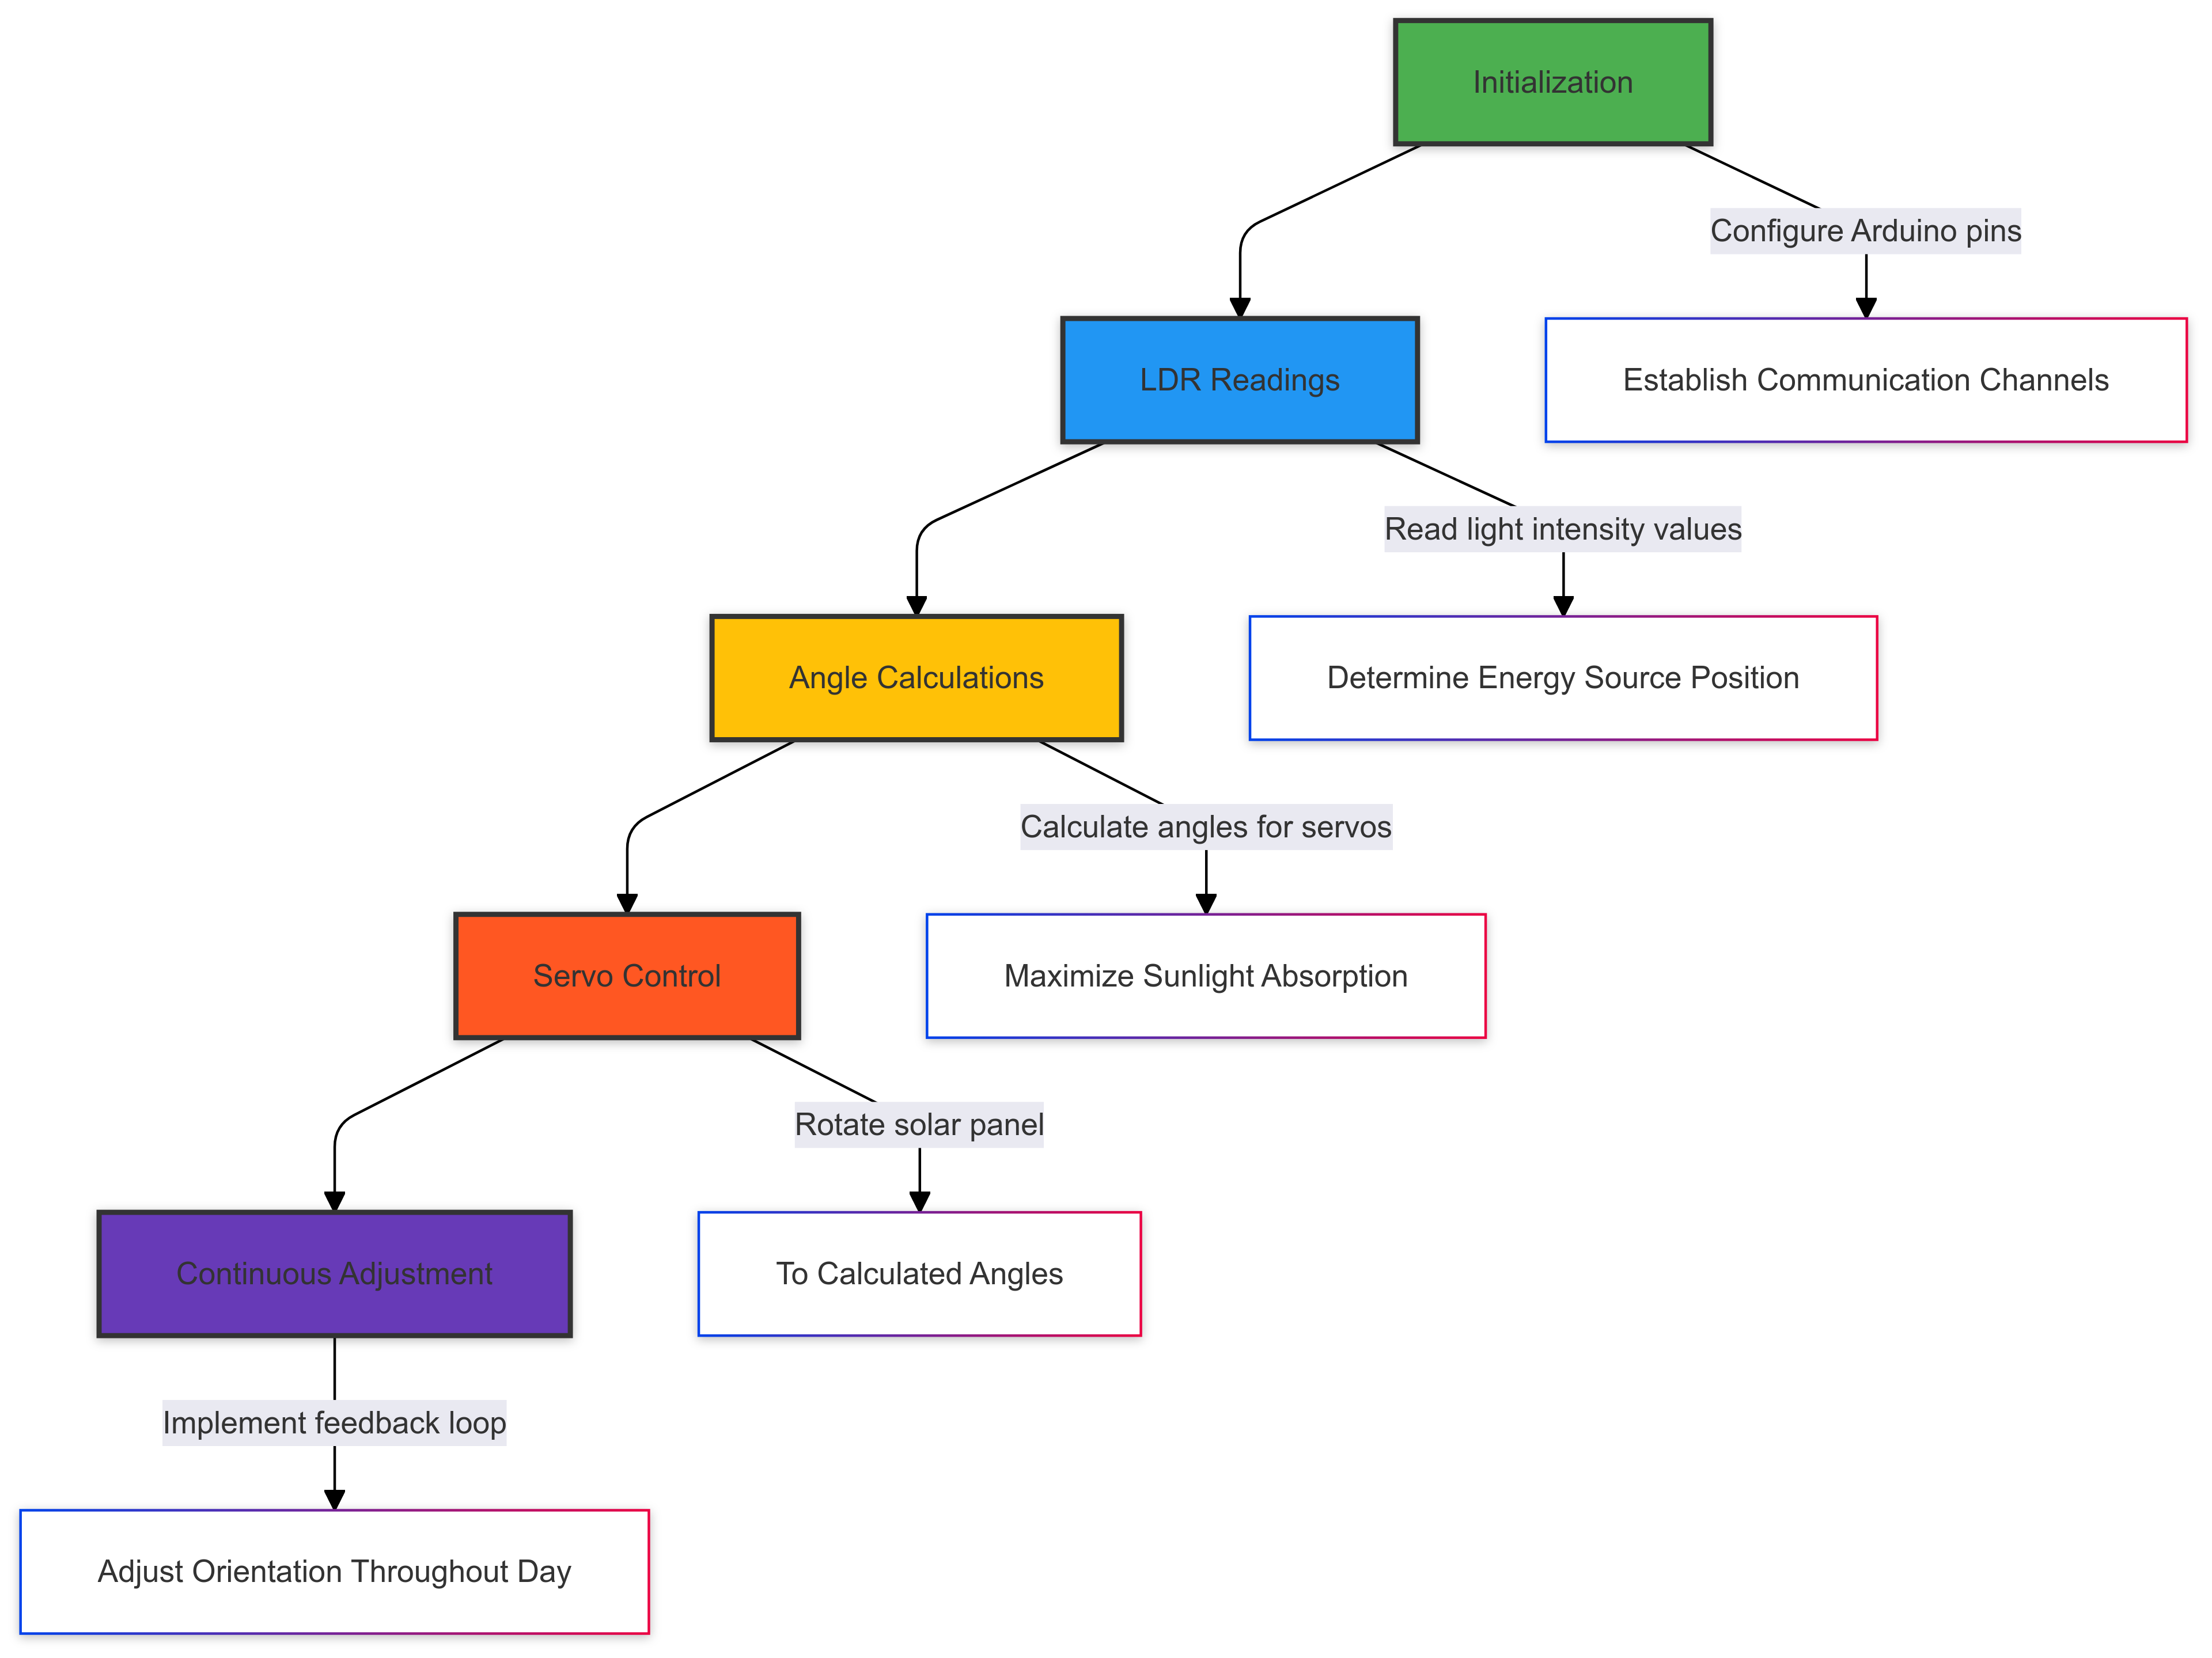 Initialization
Configure Arduino pins
LDR Readings
Establish Communication Channels
Read light intensity values
Angle Calculations
Determine Energy Source Position
Calculate angles for servos
Servo Control
Maximize Sunlight Absorption
Rotate solar panel
Continuous Adjustment
To Calculated Angles
Implement feedback loop
Adjust Orientation Throughout Day